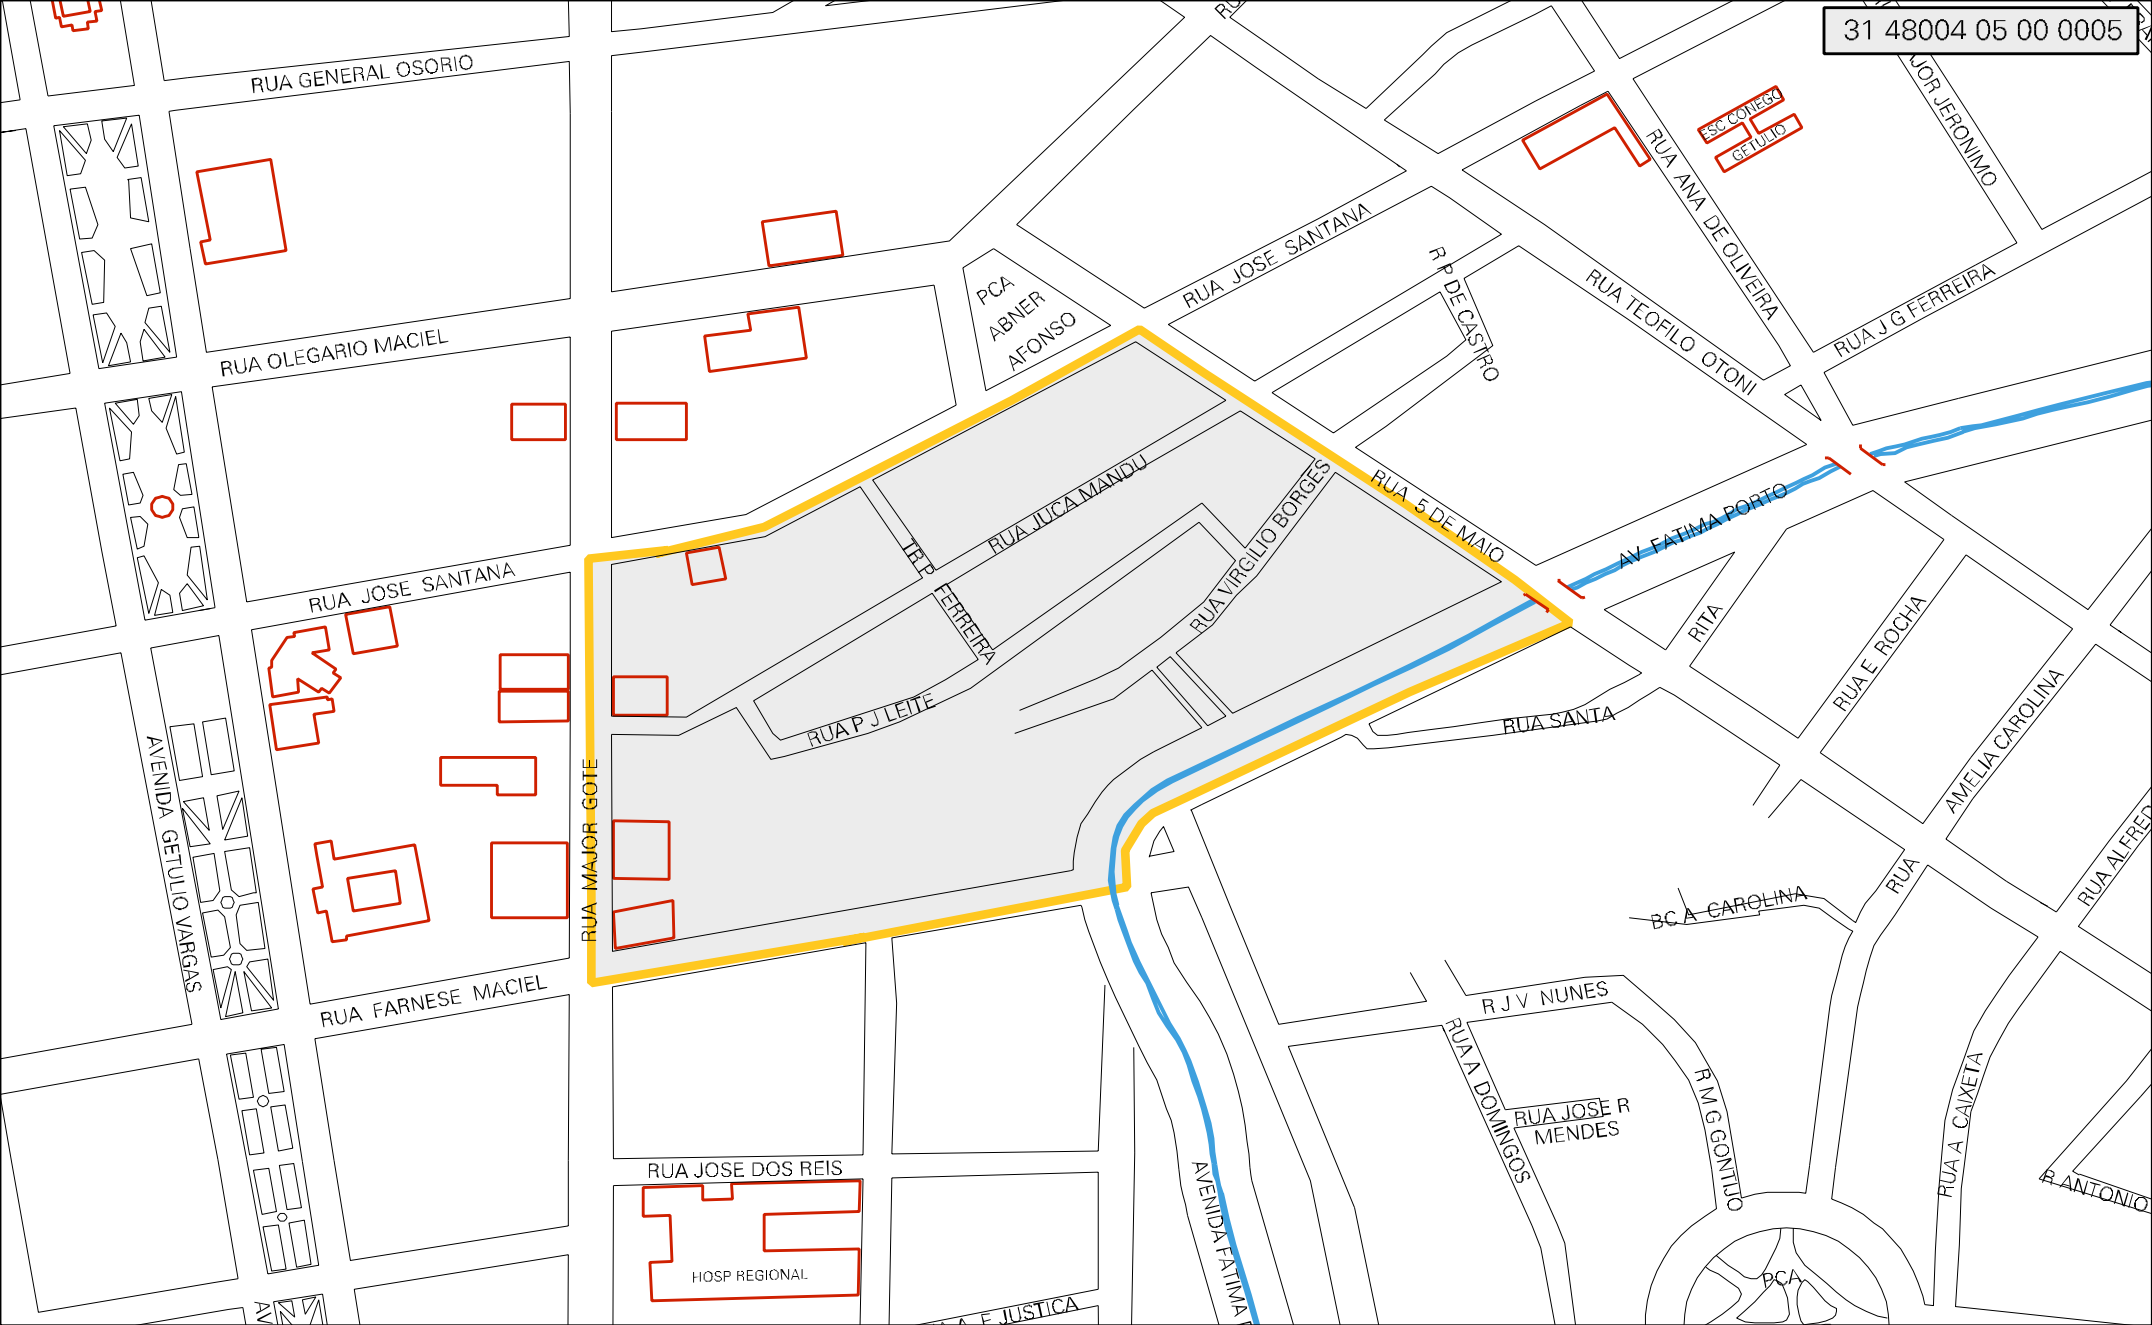 31 48004 05 00 0005
RUA GENERAL OSORIO
ESC CONEGO
GETULIO
JOR JERONIMO
RUA ANA DE OLIVEIRA
RUA JOSE SANTANA
PCA
ABNER
AFONSO
R P DE CASTRO
RUA TEOFILO OTONI
RUA J G FERREIRA
RUA OLEGARIO MACIEL
RUA JUCA MANDU
RUA VIRGILIO BORGES
RUA 5 DE MAIO
AV FATIMA PORTO
TR P FERREIRA
RUA JOSE SANTANA
RITA
RUA E ROCHA
AMELIA CAROLINA
RUA P J LEITE
RUA SANTA
AVENIDA GETULIO VARGAS
RUA MAJOR GOTE
RUA ALFRED
RUA
BC A CAROLINA
RUA FARNESE MACIEL
R J V NUNES
RUA A DOMINGOS
R M G GONTIJO
RUA A CAIXETA
RUA JOSE R
MENDES
RUA JOSE DOS REIS
AVENIDA FATIMA
R ANTONIO
HOSP REGIONAL
PCA
AV
A F JUSTICA